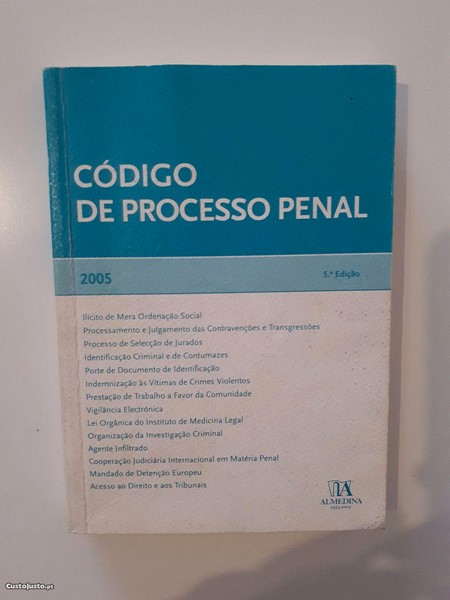 CÓDIGO
DE PROCESSO PENAL
2005
5.ª Edição
Ilícito de Mera Ordenação Social
Processamento e Julgamento das Contravenções e Transgressões
Processo de Selecção de Jurados
Identificação Criminal e de Contumazes
Porte de Documento de Identificação
Indemnização às Vítimas de Crimes Violentos
Prestação de Trabalho a Favor da Comunidade
Vigilância Electrónica
Lei Orgânica do Instituto de Medicina Legal
Organização da Investigação Criminal
Agente Infiltrado
Cooperação Judiciária Internacional em Matéria Penal
Mandado de Detenção Europeu
Acesso ao Direito e aos Tribunais
ALMEDINA
1955-2005
CustoJusto.pt